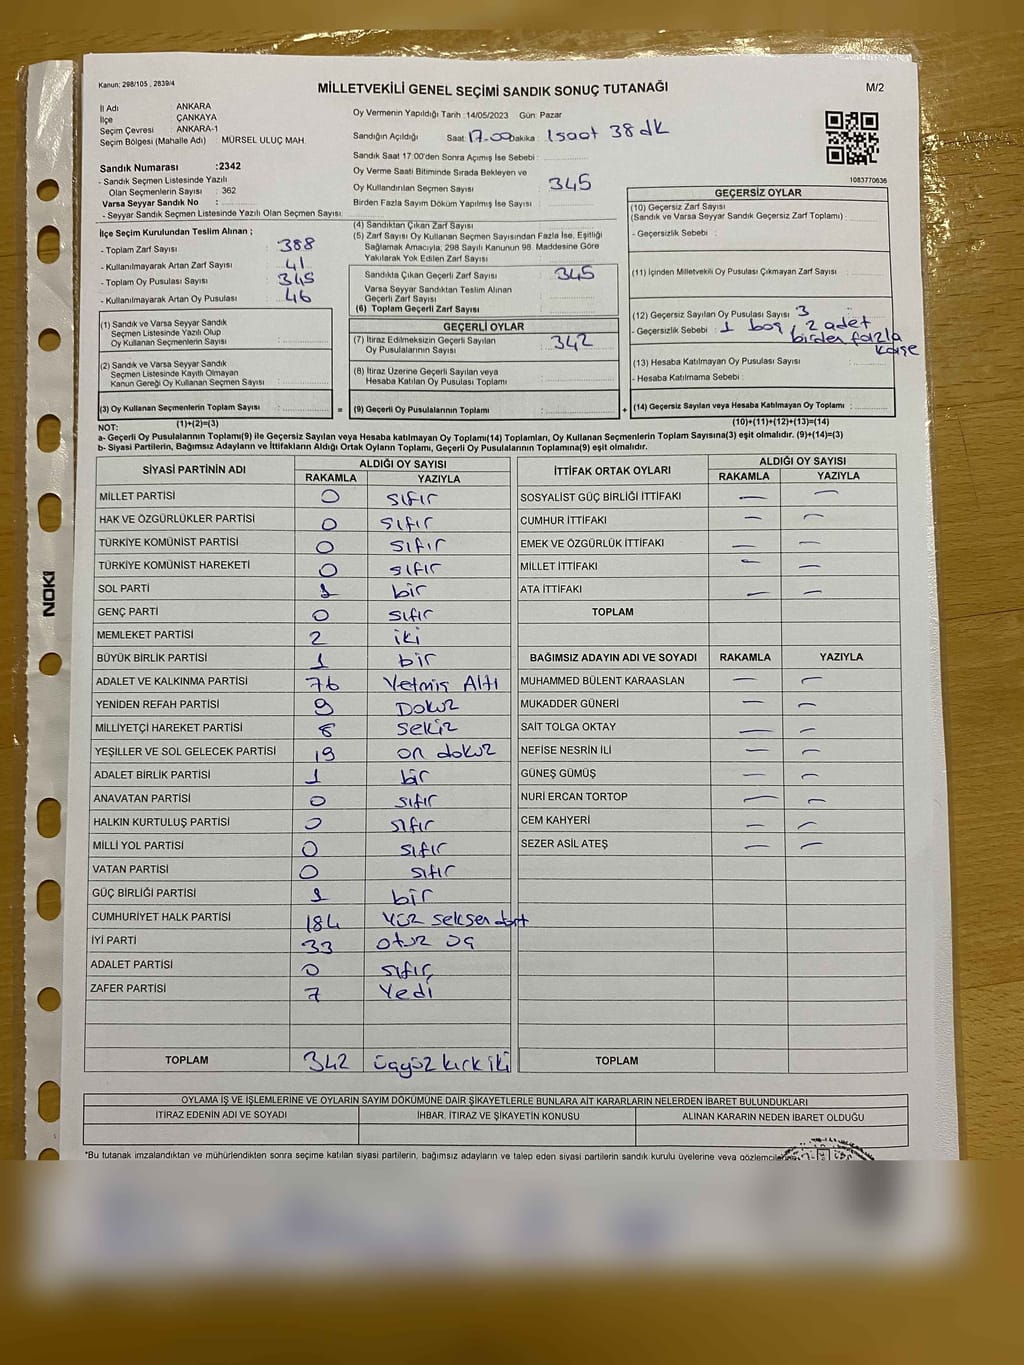 Kanun: 298/105 , 2839/4
MİLLETVEKİLİ GENEL SEÇİMİ SANDIK SONUÇ TUTANAĞI
M/2
İl Adı ANKARA
İlçe ÇANKAYA
Seçim Çevresi ANKARA-1
Seçim Bölgesi (Mahalle Adı) : MÜRSEL ULUÇ MAH.
Sandık Numarası :2342
- Sandık Seçmen Listesinde Yazılı
Olan Seçmenlerin Sayısı : 362
Varsa Seyyar Sandık No :
- Seyyar Sandık Seçmen Listesinde Yazılı Olan Seçmen Sayısı:
Oy Vermenin Yapıldığı Tarih :14/05/2023 Gün: Pazar
Sandığın Açıldığı Saat: 17.00 Dakika: 1 saat 38 dk
Sandık Saat 17:00'den Sonra Açılmış İse Sebebi :
Oy Verme Saati Bitiminde Sırada Bekleyen ve
Oy Kullandırılan Seçmen Sayısı : 345
Birden Fazla Sayım Döküm Yapılmış İse Sayısı :
1083770636
İlçe Seçim Kurulundan Teslim Alınan ;
- Toplam Zarf Sayısı : 388
- Kullanılmayarak Artan Zarf Sayısı : 41
- Toplam Oy Pusulası Sayısı : 345
- Kullanılmayarak Artan Oy Pusulası : 46
(1) Sandık ve Varsa Seyyar Sandık
Seçmen Listesinde Yazılı Olup
Oy Kullanan Seçmenlerin Sayısı :
(2) Sandık ve Varsa Seyyar Sandık
Seçmen Listesinde Kayıtlı Olmayan
Kanun Gereği Oy Kullanan Seçmen Sayısı :
(3) Oy Kullanan Seçmenlerin Toplam Sayısı :
(1)+(2)=(3)
(4) Sandıktan Çıkan Zarf Sayısı :
(5) Zarf Sayısı Oy Kullanan Seçmen Sayısından Fazla İse, Eşitliği
Sağlamak Amacıyla, 298 Sayılı Kanunun 98. Maddesine Göre
Yakılarak Yok Edilen Zarf Sayısı :
Sandıkta Çıkan Geçerli Zarf Sayısı : 345
Varsa Seyyar Sandıktan Teslim Alınan
Geçerli Zarf Sayısı
(6) Toplam Geçerli Zarf Sayısı :
GEÇERLİ OYLAR
(7) İtiraz Edilmeksizin Geçerli Sayılan
Oy Pusulalarının Sayısı : 342
(8) İtiraz Üzerine Geçerli Sayılan veya
Hesaba Katılan Oy Pusulası Toplamı :
= (9) Geçerli Oy Pusulalarının Toplamı : +
GEÇERSİZ OYLAR
(10) Geçersiz Zarf Sayısı
(Sandık ve Varsa Seyyar Sandık Geçersiz Zarf Toplamı) :
- Geçersizlik Sebebi :
(11) İçinden Milletvekili Oy Pusulası Çıkmayan Zarf Sayısı :
(12) Geçersiz Sayılan Oy Pusulası Sayısı : 3
- Geçersizlik Sebebi : 1 boş, 2 adet
birden fazla
kaşe
(13) Hesaba Katılmayan Oy Pusulası Sayısı :
- Hesaba Katılmama Sebebi :
(14) Geçersiz Sayılan veya Hesaba Katılmayan Oy Toplamı :
(10)+(11)+(12)+(13)=(14)
NOT:
a- Geçerli Oy Pusulalarının Toplamı(9) ile Geçersiz Sayılan veya Hesaba katılmayan Oy Toplamı(14) Toplamları, Oy Kullanan Seçmenlerin Toplam Sayısına(3) eşit olmalıdır. (9)+(14)=(3)
b- Siyasi Partilerin, Bağımsız Adayların ve İttifakların Aldığı Ortak Oyların Toplamı, Geçerli Oy Pusulalarının Toplamına(9) eşit olmalıdır.
SİYASİ PARTİNİN ADI ALDIĞI OY SAYISI
RAKAMLA YAZIYLA
MİLLET PARTİSİ 0 sıfır
HAK VE ÖZGÜRLÜKLER PARTİSİ 0 sıfır
TÜRKİYE KOMÜNİST PARTİSİ 0 sıfır
TÜRKİYE KOMÜNİST HAREKETİ 0 sıfır
SOL PARTİ 1 bir
GENÇ PARTİ 0 sıfır
MEMLEKET PARTİSİ 2 iki
BÜYÜK BİRLİK PARTİSİ 1 bir
ADALET VE KALKINMA PARTİSİ 76 Yetmiş Altı
YENİDEN REFAH PARTİSİ 9 Dokuz
MİLLİYETÇİ HAREKET PARTİSİ 8 sekiz
YEŞİLLER VE SOL GELECEK PARTİSİ 19 on dokuz
ADALET BİRLİK PARTİSİ 1 bir
ANAVATAN PARTİSİ 0 sıfır
HALKIN KURTULUŞ PARTİSİ 0 sıfır
MİLLİ YOL PARTİSİ 0 sıfır
VATAN PARTİSİ 0 sıfır
GÜÇ BİRLİĞİ PARTİSİ 1 bir
CUMHURİYET HALK PARTİSİ 184 Yüz seksen dört
İYİ PARTİ 33 otuz üç
ADALET PARTİSİ 0 sıfır
ZAFER PARTİSİ 7 Yedi
TOPLAM 342 üçyüz kırk iki
İTTİFAK ORTAK OYLARI ALDIĞI OY SAYISI
RAKAMLA YAZIYLA
SOSYALİST GÜÇ BİRLİĞİ İTTİFAKI — —
CUMHUR İTTİFAKI — —
EMEK VE ÖZGÜRLÜK İTTİFAKI — —
MİLLET İTTİFAKI — —
ATA İTTİFAKI — —
TOPLAM
BAĞIMSIZ ADAYIN ADI VE SOYADI RAKAMLA YAZIYLA
MUHAMMED BÜLENT KARAASLAN — —
MUKADDER GÜNERİ — —
SAİT TOLGA OKTAY — —
NEFİSE NESRİN İLİ — —
GÜNEŞ GÜMÜŞ — —
NURİ ERCAN TORTOP — —
CEM KAHYERİ — —
SEZER ASİL ATEŞ — —
TOPLAM
OYLAMA İŞ VE İŞLEMLERİNE VE OYLARIN SAYIM DÖKÜMÜNE DAİR ŞİKAYETLERLE BUNLARA AİT KARARLARIN NELERDEN İBARET BULUNDUKLARI
İTİRAZ EDENİN ADI VE SOYADI İHBAR, İTİRAZ VE ŞİKAYETİN KONUSU ALINAN KARARIN NEDEN İBARET OLDUĞU
*Bu tutanak imzalandıktan ve mühürlendikten sonra seçime katılan siyasi partilerin, bağımsız adayların ve talep eden siyasi partilerin sandık kurulu üyelerine veya gözlemcilerine
NOKI